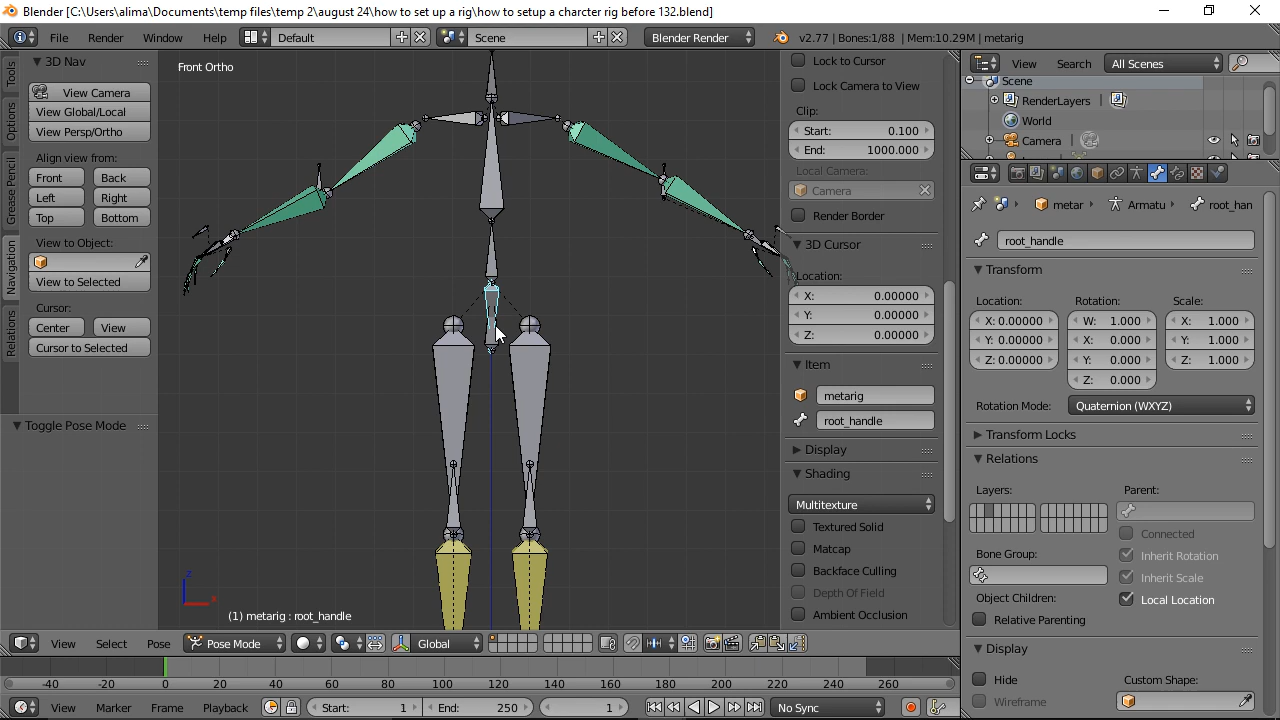 Blender [C:\Users\alima\Documents\temp files\temp 2\august 24\how to set up a rig\how to setup a charcter rig before 132.blend]
File Render Window Help Default Scene Blender Render v2.77 | Bones:1/88 | Mem:10.29M | metarig
View Search All Scenes
Scene
RenderLayers |
World
Camera |
Tools
Options
Grease Pencil
Navigation
Relations
3D Nav
View Camera
View Global/Local
View Persp/Ortho
Align view from:
Front Back
Left Right
Top Bottom
View to Object:
View to Selected
Cursor:
Center View
Cursor to Selected
Toggle Pose Mode
Front Ortho
z
x
(1) metarig : root_handle
Lock to Cursor
Lock Camera to View
Clip:
Start: 0.100
End: 1000.000
Local Camera:
Camera
Render Border
3D Cursor
Location:
X: 0.00000
Y: 0.00000
Z: 0.00000
Item
metarig
root_handle
Display
Shading
Multitexture
Textured Solid
Matcap
Backface Culling
Depth Of Field
Ambient Occlusion
metar Armatu root_han
root_handle
Transform
Location: Rotation: Scale:
X: 0.00000 W: 1.000 X: 1.000
Y: 0.00000 X: 0.000 Y: 1.000
Z: 0.00000 Y: 0.000 Z: 1.000
Z: 0.000
Rotation Mode: Quaternion (WXYZ)
Transform Locks
Relations
Layers: Parent:
Connected
Bone Group: Inherit Rotation
Inherit Scale
Object Children: Local Location
Relative Parenting
Display
Hide Custom Shape:
Wireframe
View Select Pose Pose Mode Global
-40 -20 0 20 40 60 80 100 120 140 160 180 200 220 240 260
View Marker Frame Playback Start: 1 End: 250 1 No Sync